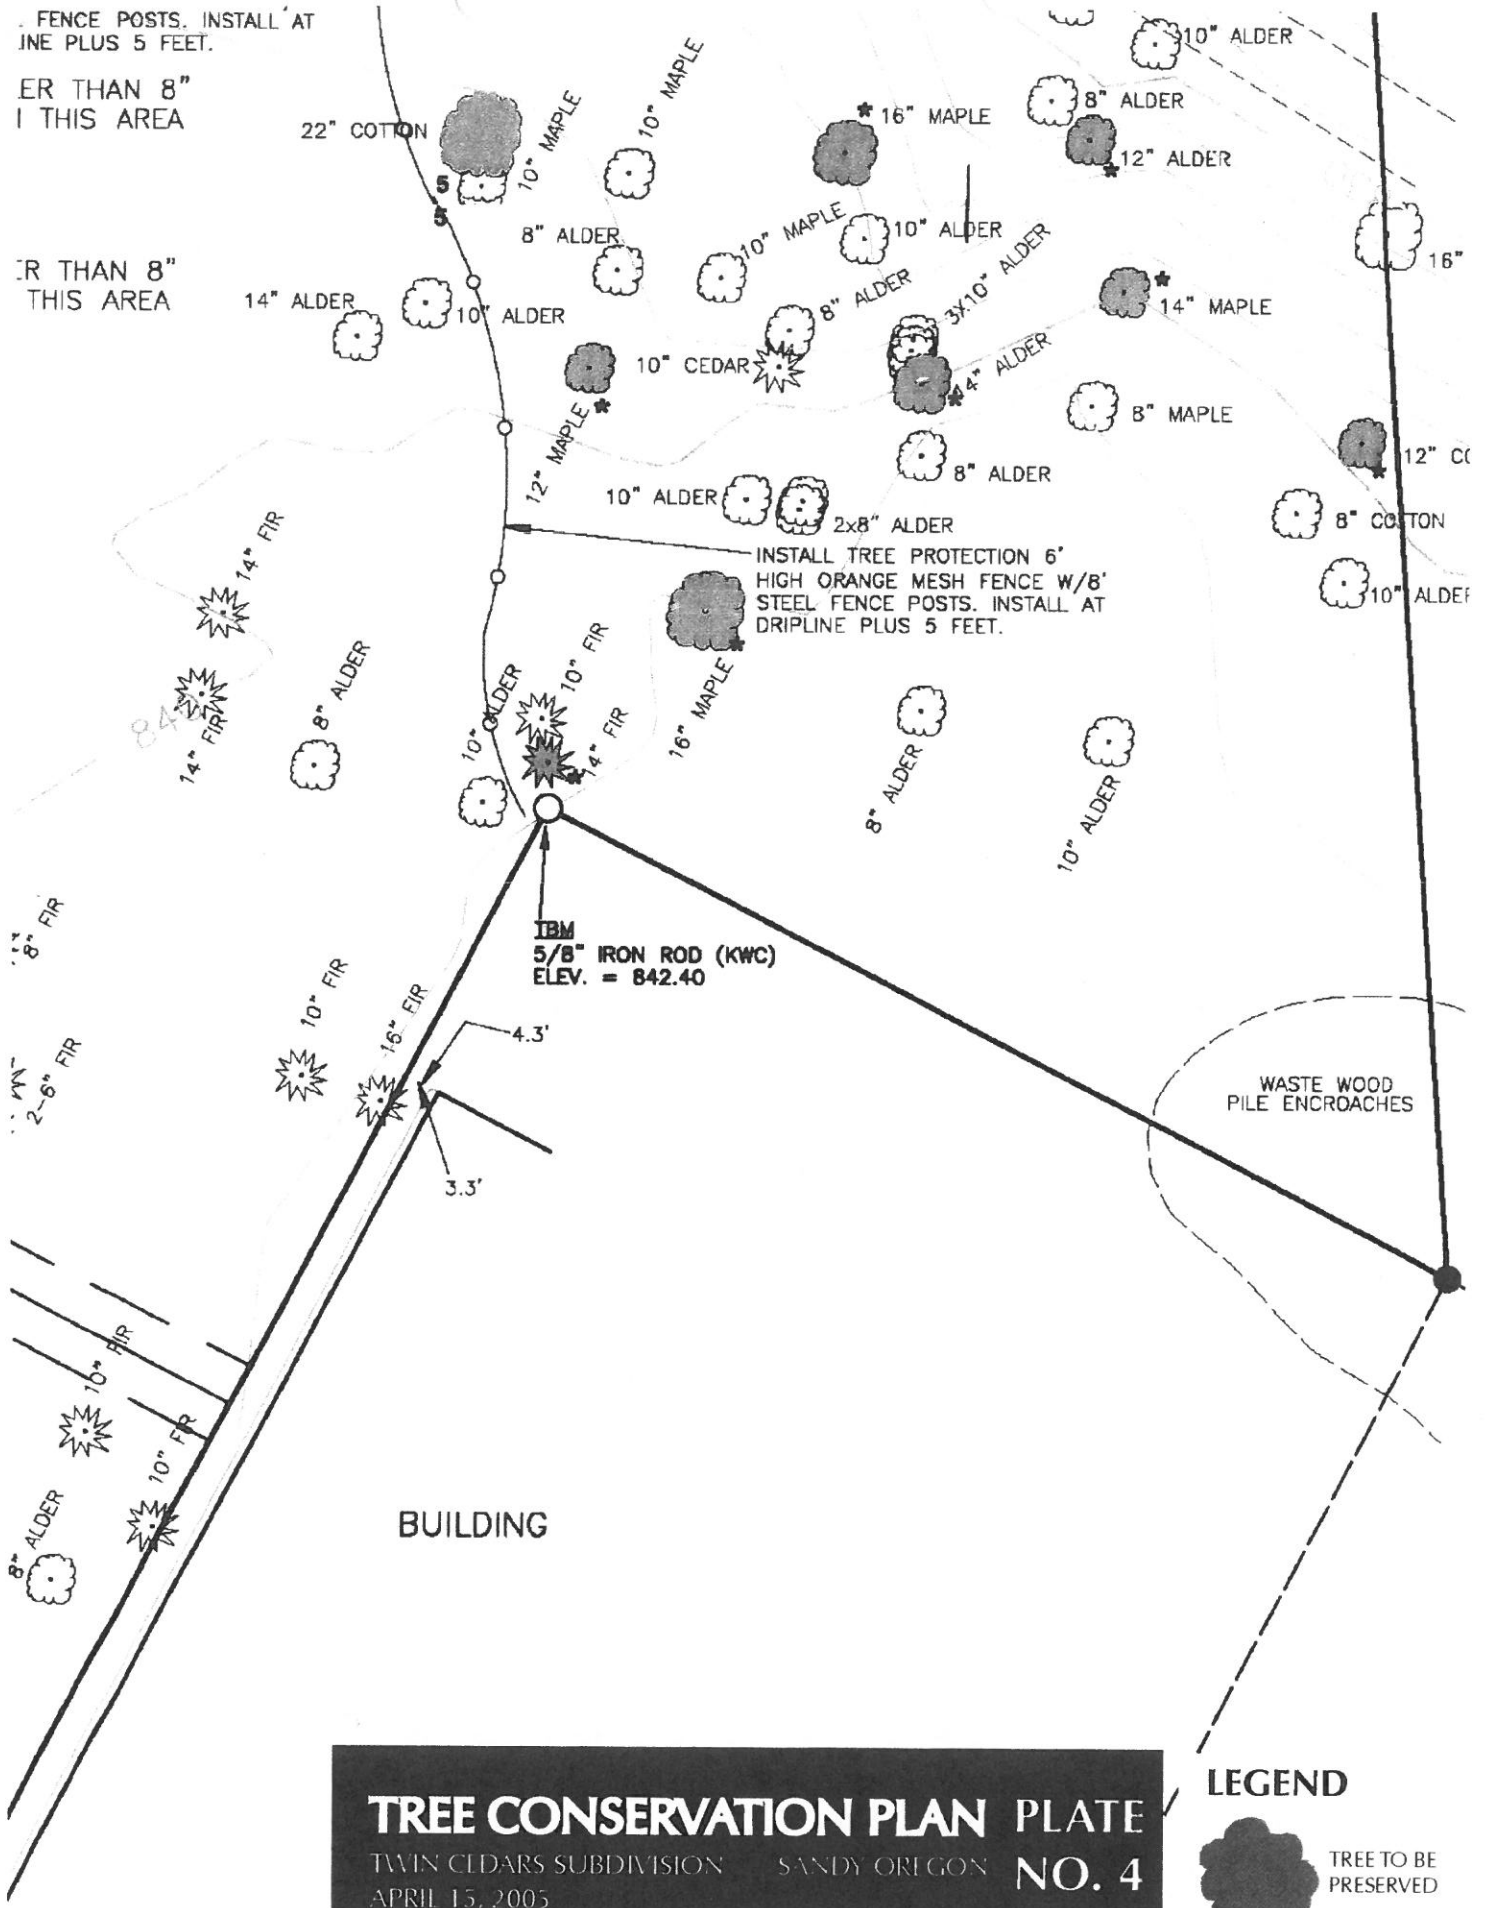 FENCE POSTS. INSTALL AT
INE PLUS 5 FEET.
ER THAN 8"
THIS AREA
22" COTTON
10" MAPLE
10" MAPLE
* 16" MAPLE
10" ALDER
8" ALDER
12" ALDER
*
5
5
8" ALDER
10" MAPLE
10" ALDER
16"
R THAN 8"
THIS AREA
14" ALDER
10" ALDER
8" ALDER
3X10" ALDER
*
14" MAPLE
10" CEDAR
14" ALDER
*
12" MAPLE *
8" MAPLE
8" ALDER
12" CO
*
10" ALDER
2x8" ALDER
8" COTTON
14" FIR
INSTALL TREE PROTECTION 6'
HIGH ORANGE MESH FENCE W/8'
STEEL FENCE POSTS. INSTALL AT
DRIPLINE PLUS 5 FEET.
10" ALDER
14" FIR
840
8" ALDER
10" ALDER
10" FIR
14" FIR
*
16" MAPLE
*
8" ALDER
10" ALDER
8" FIR
TBM
5/8" IRON ROD (KWC)
ELEV. = 842.40
10" FIR
16" FIR
4.3'
2-6" FIR
WASTE WOOD
PILE ENCROACHES
3.3'
10" FIR
10" FIR
8" ALDER
BUILDING
LEGEND
TREE CONSERVATION PLAN PLATE
TWIN CEDARS SUBDIVISION SANDY OREGON NO. 4
APRIL 15, 2005
TREE TO BE
PRESERVED